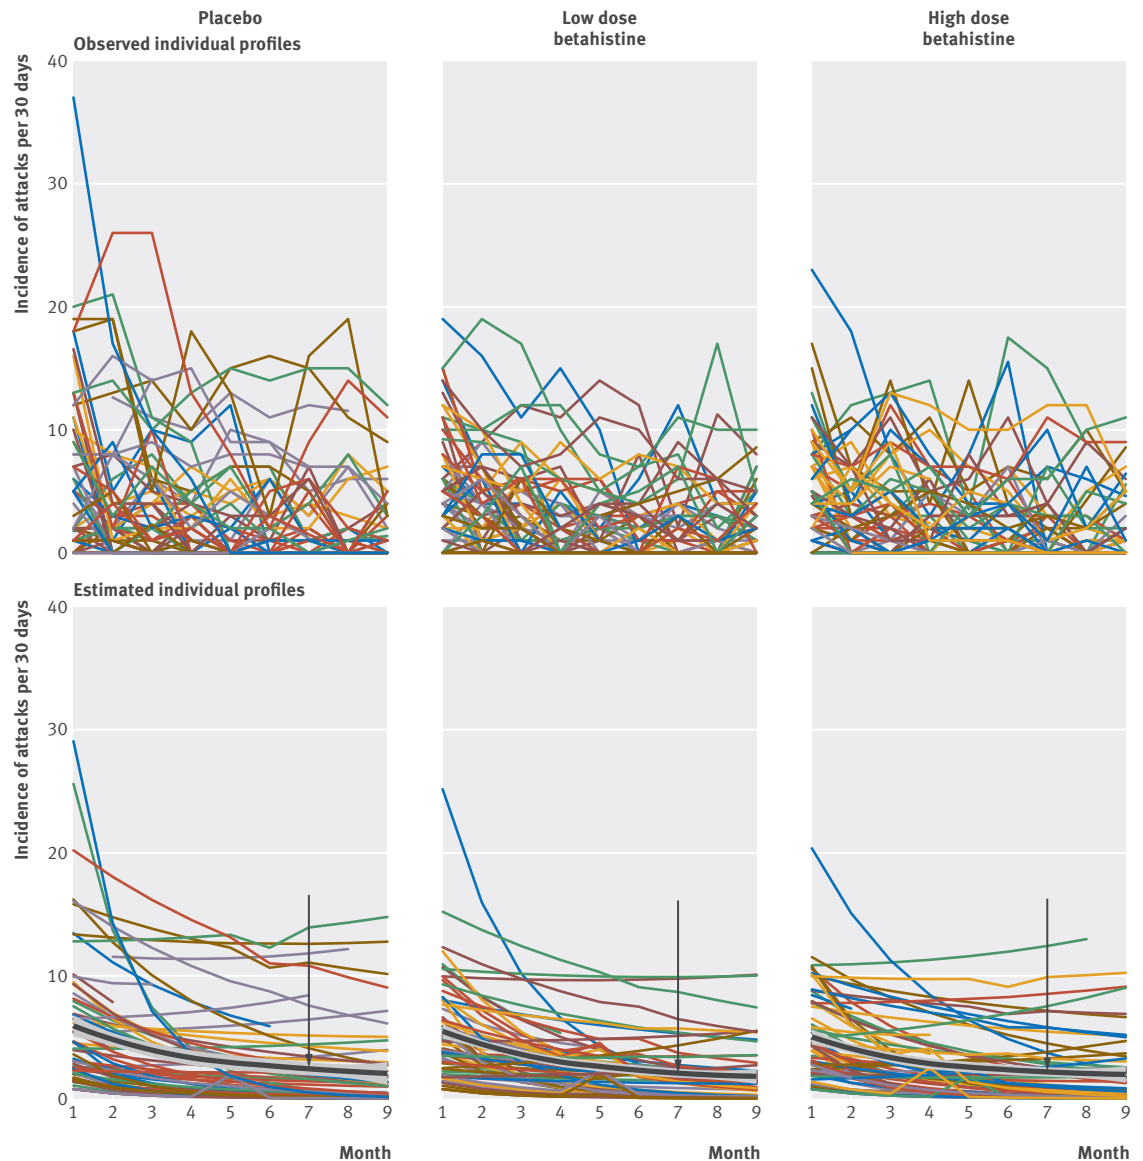 Placebo
Low dose
betahistine
High dose
betahistine
Observed individual profiles
Incidence of attacks per 30 days
40
30
20
10
0
Estimated individual profiles
Incidence of attacks per 30 days
40
30
20
10
0
1 2 3 4 5 6 7 8 9
1 2 3 4 5 6 7 8 9
1 2 3 4 5 6 7 8 9
Month
Month
Month